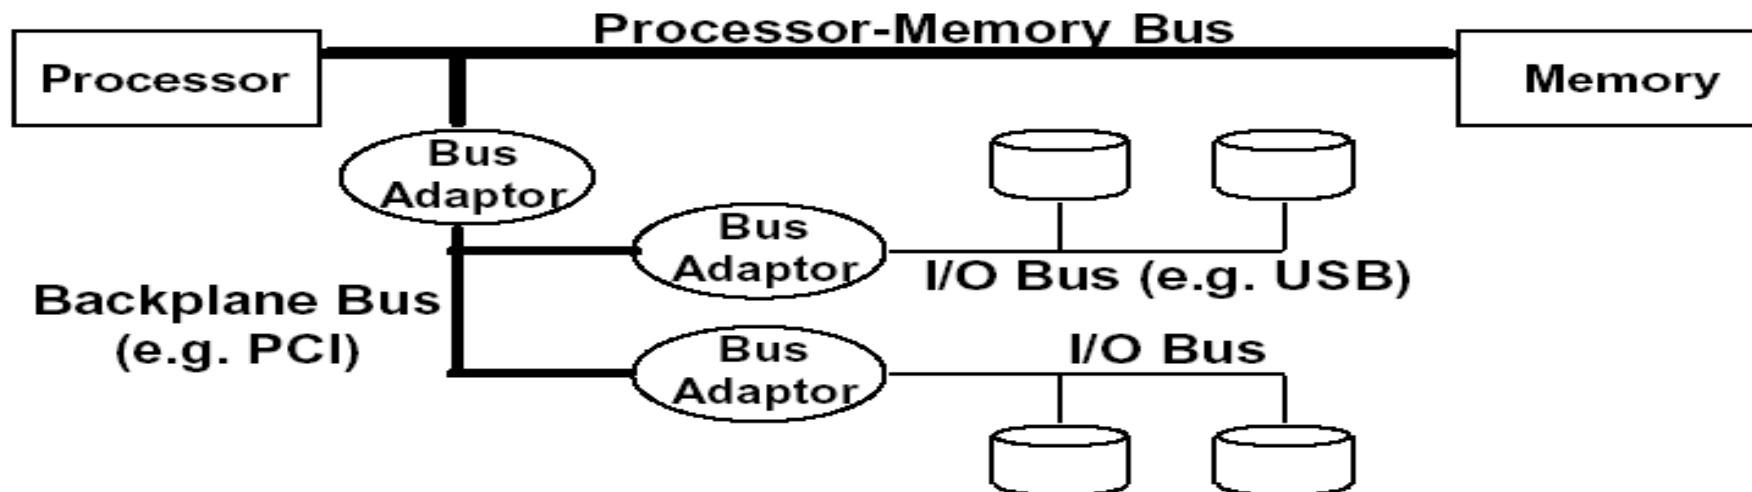 Processor-Memory Bus
Processor
Memory
Bus
Adaptor
Bus
Adaptor
I/O Bus (e.g. USB)
Backplane Bus
(e.g. PCI)
Bus
Adaptor
I/O Bus